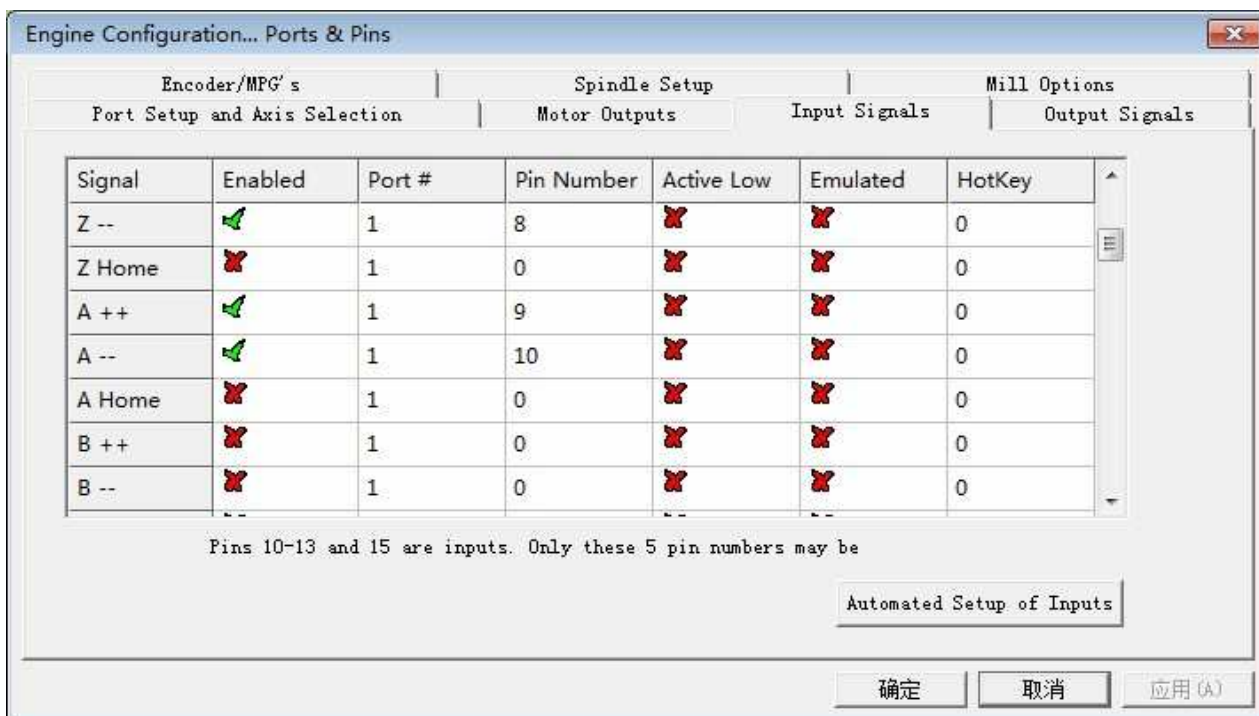 Engine Configuration... Ports & Pins
Encoder/MPG's Spindle Setup Mill Options
Port Setup and Axis Selection Motor Outputs Input Signals Output Signals
Signal Enabled Port # Pin Number Active Low Emulated HotKey
Z -- 1 8 0
Z Home 1 0 0
A ++ 1 9 0
A -- 1 10 0
A Home 1 0 0
B ++ 1 0 0
B -- 1 0 0
Pins 10-13 and 15 are inputs. Only these 5 pin numbers may be
Automated Setup of Inputs
确定 取消 应用(A)